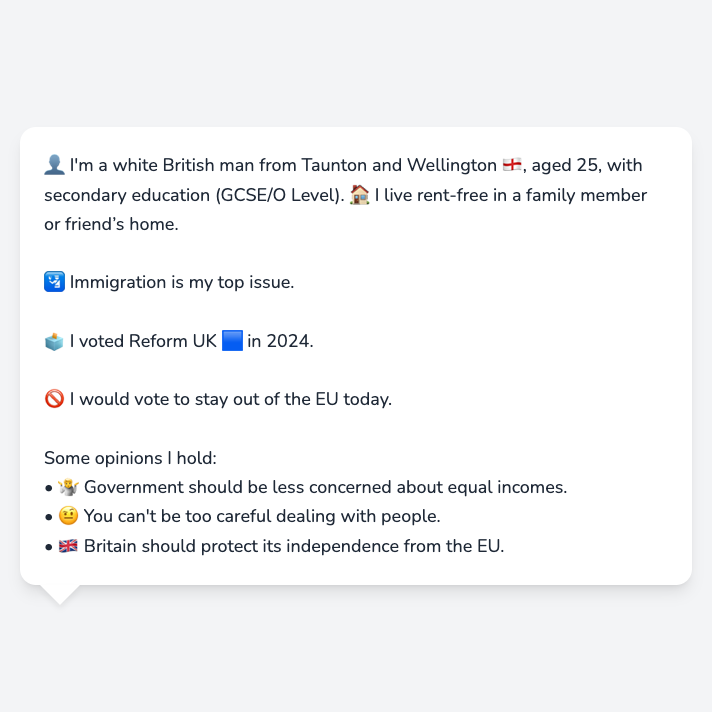 👤 I'm a white British man from Taunton and Wellington 🏴󠁧󠁢󠁥󠁮󠁧󠁿, aged 25, with
secondary education (GCSE/O Level). 🏠 I live rent-free in a family member
or friend’s home.
🛂 Immigration is my top issue.
🗳️ I voted Reform UK 🟦 in 2024.
🚫 I would vote to stay out of the EU today.
Some opinions I hold:
• 🤷 Government should be less concerned about equal incomes.
• 🤨 You can't be too careful dealing with people.
• 🇬🇧 Britain should protect its independence from the EU.